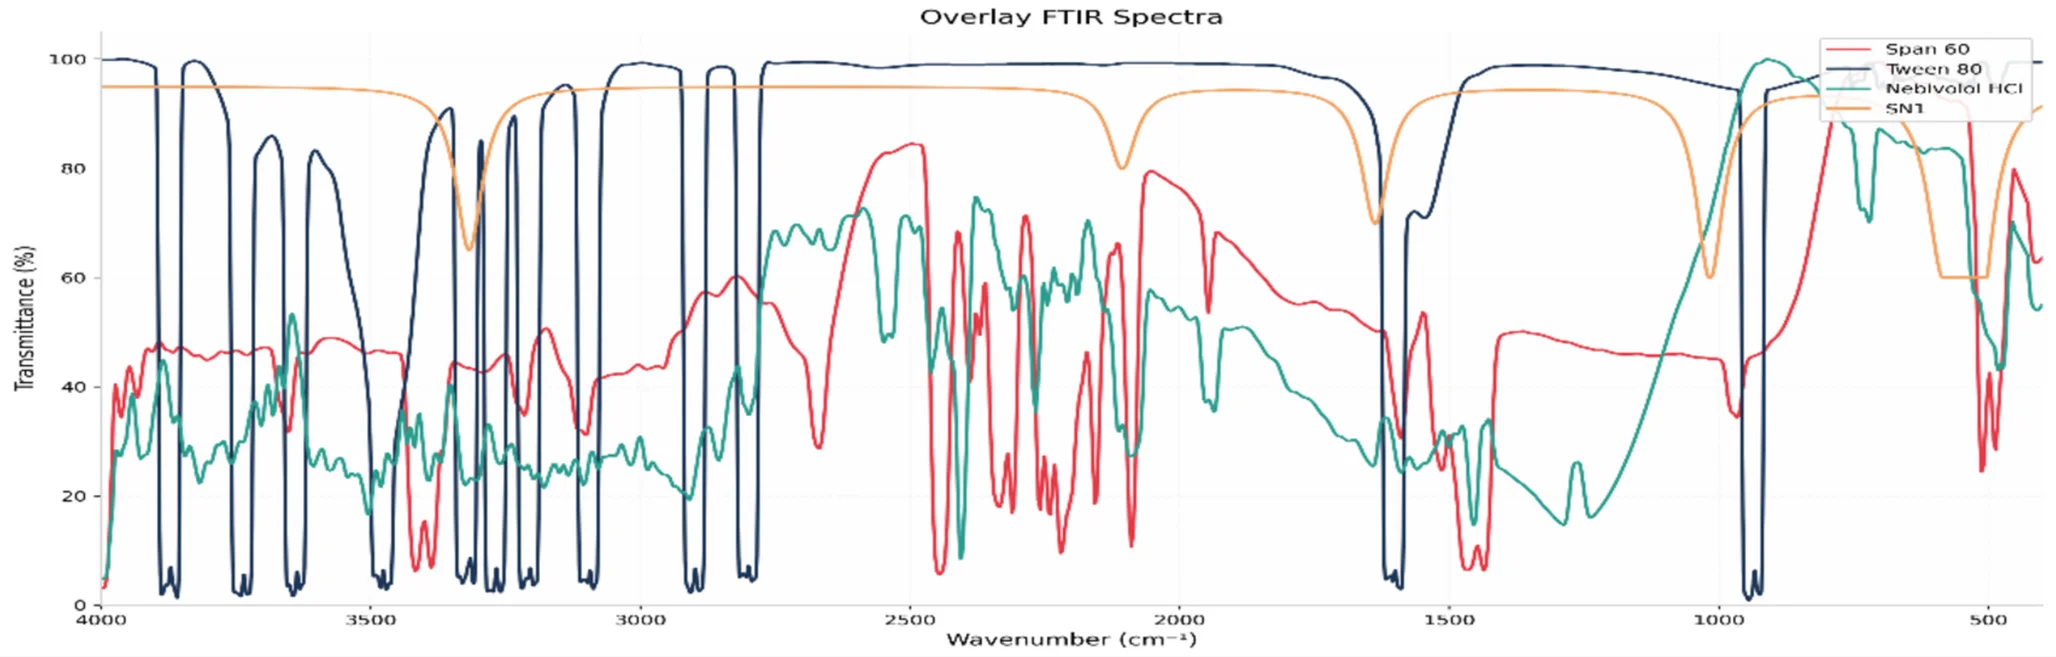 Overlay FTIR Spectra
Span 60
Tween 80
Nebivolol HCl
SN1
Transmittance (%)
100
80
60
40
20
0
4000 3500 3000 2500 2000 1500 1000 500
Wavenumber (cm⁻¹)